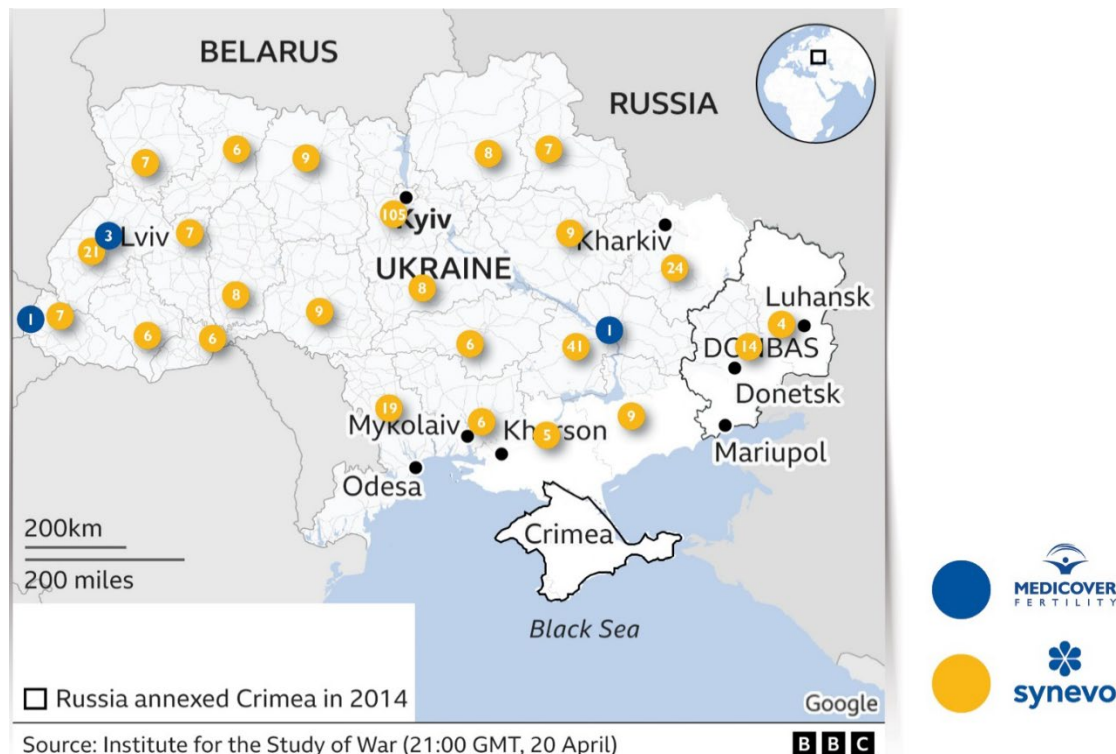 BELARUS
RUSSIA
7
6
9
8
7
105
Kyiv
3
Lviv
7
21
9
Kharkiv
UKRAINE
24
8
8
Luhansk
1
7
9
1
4
6
6
6
41
14
DONBAS
Donetsk
19
6
9
Mykolaiv
5
Kherson
Mariupol
Odesa
200km
200 miles
Crimea
Black Sea
Russia annexed Crimea in 2014
Google
Source: Institute for the Study of War (21:00 GMT, 20 April)
BBC
MEDICOVER
FERTILITY
synevo